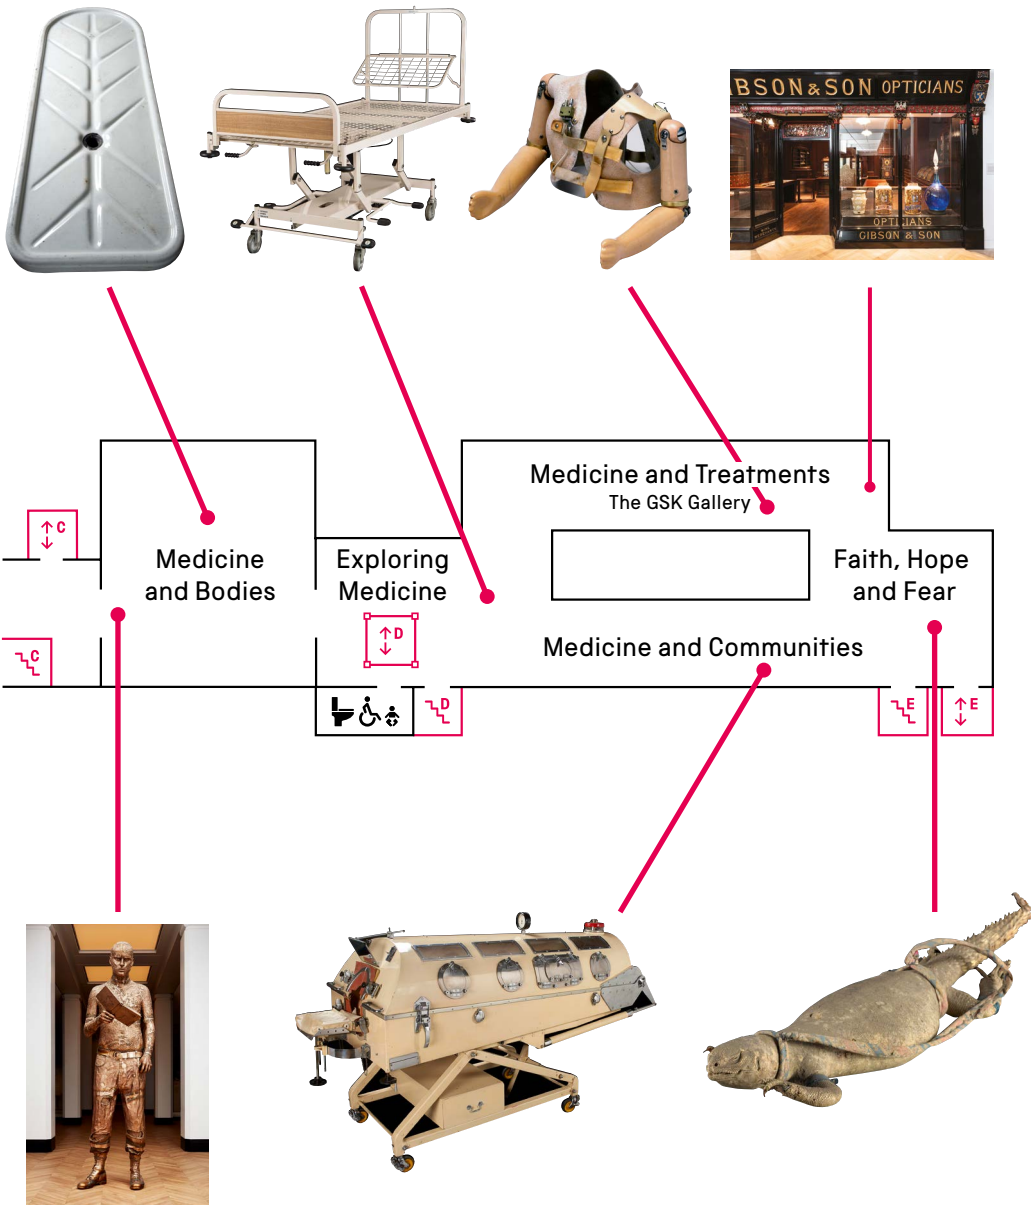 IBSON & SON OPTICIANS
OPTICIANS
GIBSON & SON
Medicine and Treatments
The GSK Gallery
C
Medicine
and Bodies
Exploring
Medicine
Faith, Hope
and Fear
D
C
Medicine and Communities
D
E
E